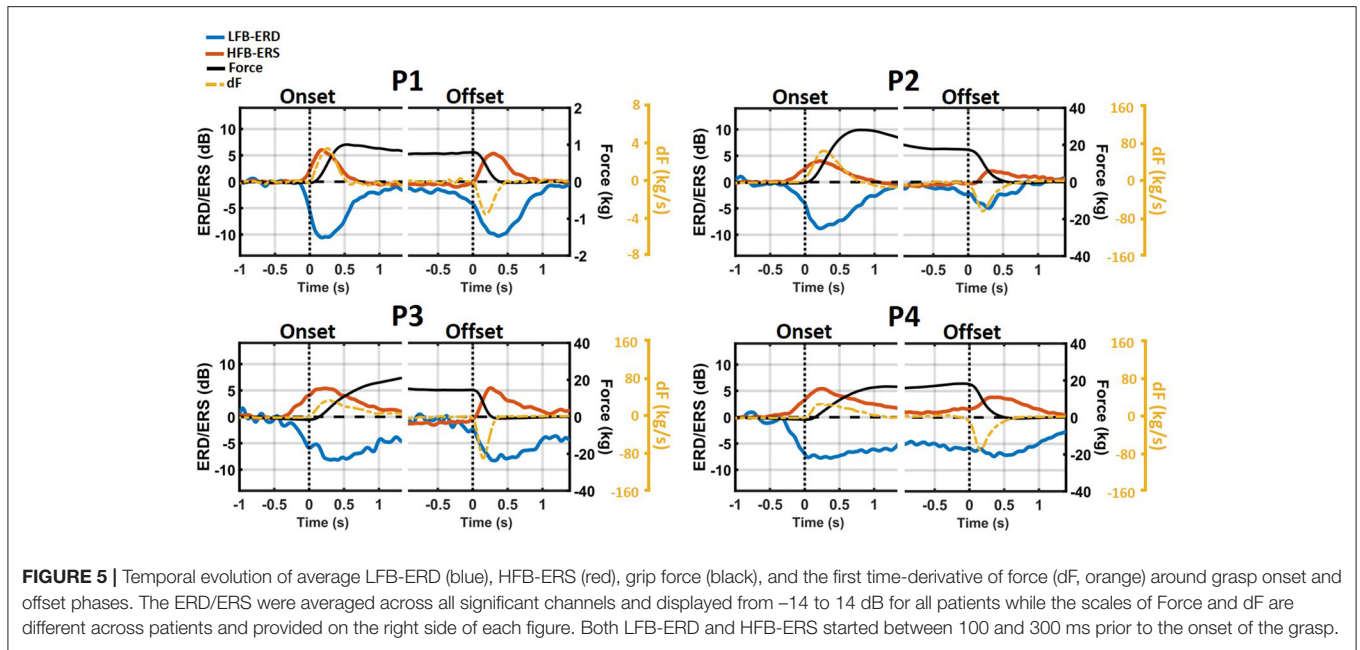 LFB-ERD
HFB-ERS
Force
dF
P1
Onset
Offset
ERD/ERS (dB)
10
5
0
-5
-10
-1 -0.5 0 0.5 1
Time (s)
0 0.5 1
Time (s)
2
1
0
-1
-2
Force (kg)
8
4
0
-4
-8
dF (kg/s)
P2
Onset
Offset
ERD/ERS (dB)
10
5
0
-5
-10
-1 -0.5 0 0.5 1
Time (s)
-0.5 0 0.5 1
Time (s)
40
20
0
-20
-40
Force (kg)
160
80
0
-80
-160
dF (kg/s)
P3
Onset
Offset
ERD/ERS (dB)
10
5
0
-5
-10
-1 -0.5 0 0.5 1
Time (s)
-0.5 0 0.5 1
Time (s)
40
20
0
-20
-40
Force (kg)
160
80
0
-80
-160
dF (kg/s)
P4
Onset
Offset
ERD/ERS (dB)
10
5
0
-5
-10
-1 -0.5 0 0.5 1
Time (s)
-0.5 0 0.5 1
Time (s)
40
20
0
-20
-40
Force (kg)
160
80
0
-80
-160
dF (kg/s)
FIGURE 5 | Temporal evolution of average LFB-ERD (blue), HFB-ERS (red), grip force (black), and the first time-derivative of force (dF, orange) around grasp onset and
offset phases. The ERD/ERS were averaged across all significant channels and displayed from –14 to 14 dB for all patients while the scales of Force and dF are
different across patients and provided on the right side of each figure. Both LFB-ERD and HFB-ERS started between 100 and 300 ms prior to the onset of the grasp.